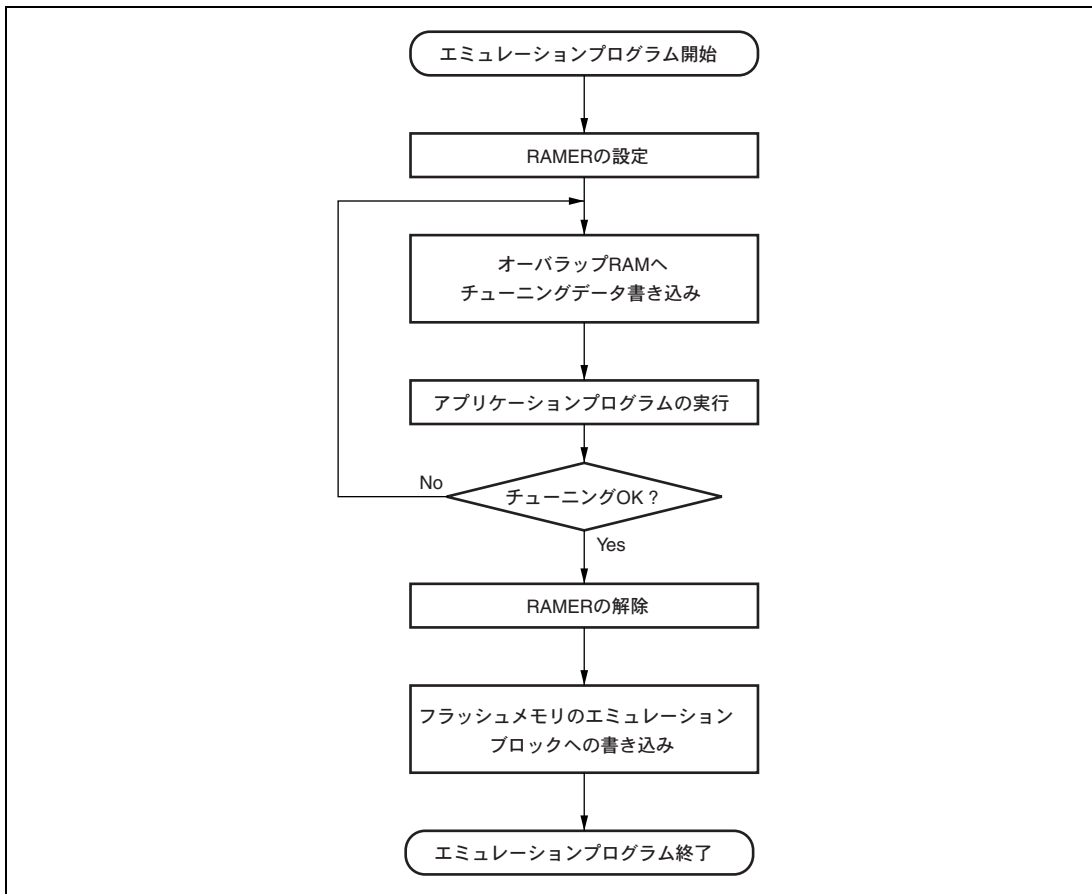 エミュレーションプログラム開始
RAMERの設定
オーバラップRAMへ
チューニングデータ書き込み
アプリケーションプログラムの実行
No
チューニングOK?
Yes
RAMERの解除
フラッシュメモリのエミュレーション
ブロックへの書き込み
エミュレーションプログラム終了